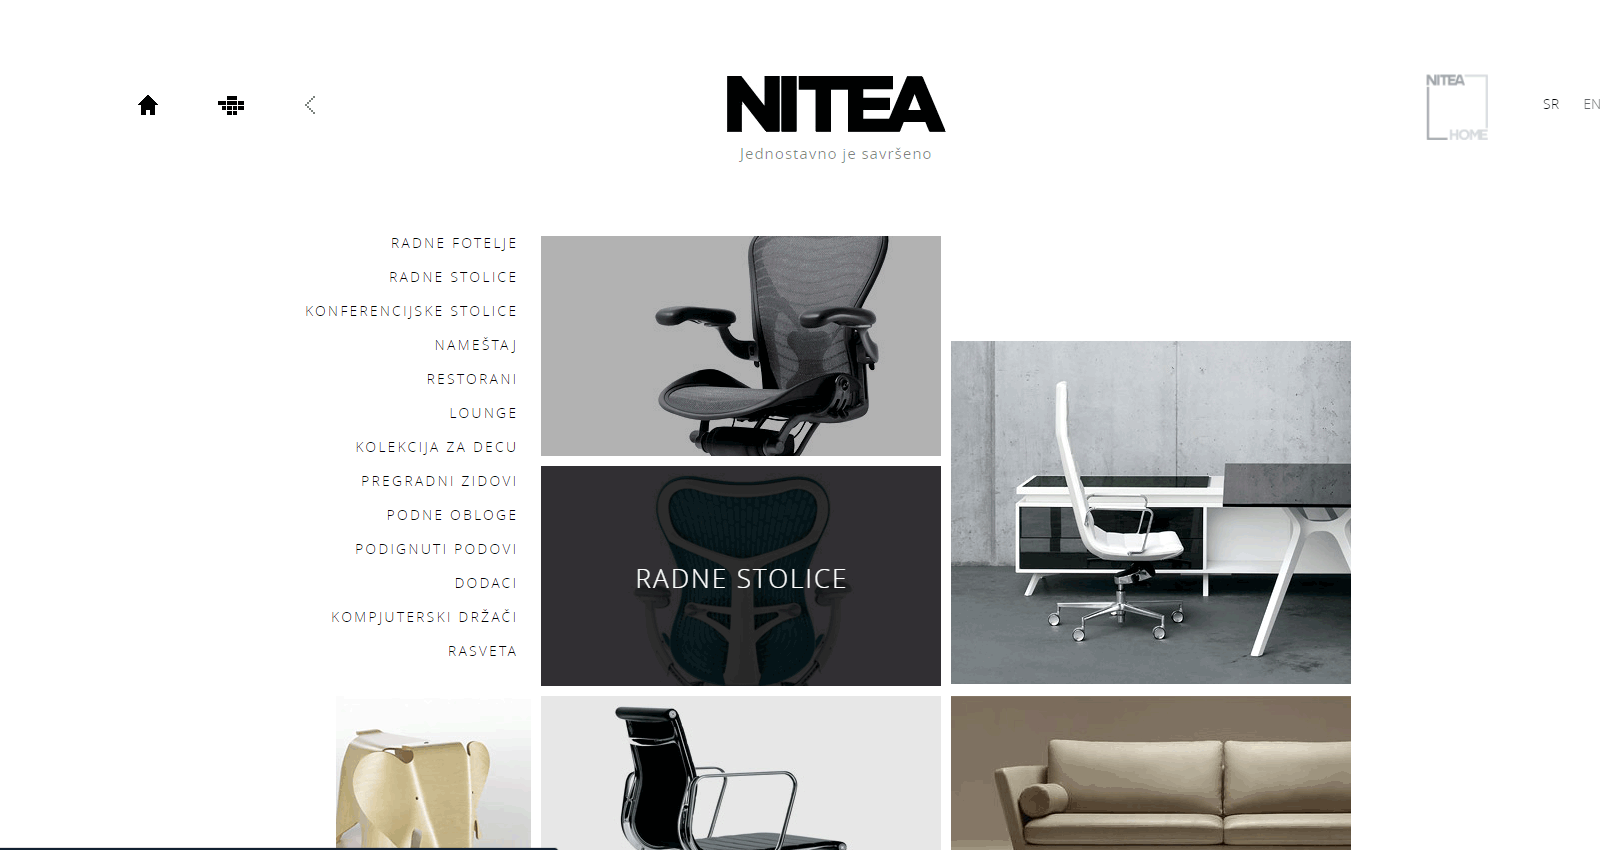 NITEA
Jednostavno je savršeno
NITEA
HOME
SR EN
RADNE FOTELJE
RADNE STOLICE
KONFERENCIJSKE STOLICE
NAMEŠTAJ
RESTORANI
LOUNGE
KOLEKCIJA ZA DECU
PREGRADNI ZIDOVI
PODNE OBLOGE
PODIGNUTI PODOVI
DODACI
KOMPJUTERSKI DRŽAČI
RASVETA
RADNE STOLICE